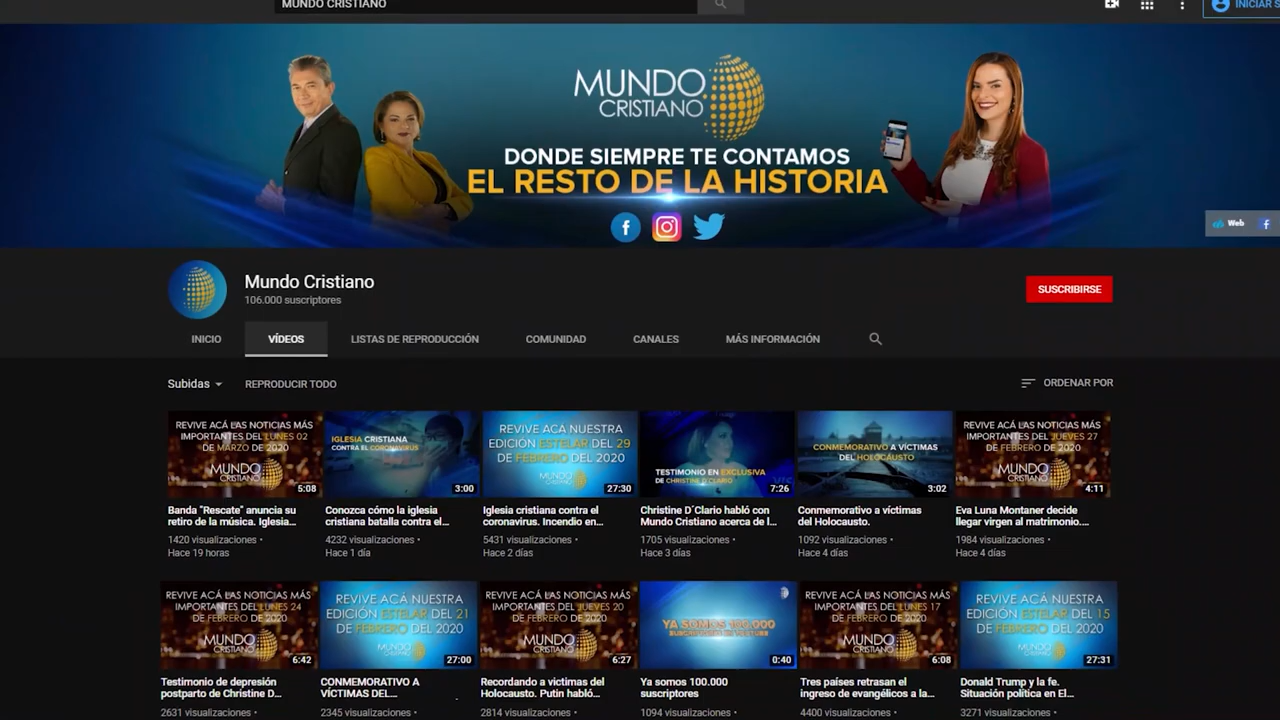 MUNDO CRISTIANO
INICIAR S
MUNDO
CRISTIANO
DONDE SIEMPRE TE CONTAMOS
EL RESTO DE LA HISTORIA
Web
Mundo Cristiano
106.000 suscriptores
SUSCRIBIRSE
INICIO VÍDEOS LISTAS DE REPRODUCCIÓN COMUNIDAD CANALES MÁS INFORMACIÓN
Subidas REPRODUCIR TODO ORDENAR POR
REVIVE ACÁ LAS NOTICIAS MÁS
IMPORTANTES DEL LUNES 02
DE MARZO DE 2020
MUNDO
CRISTIANO
5:08
IGLESIA CRISTIANA
CONTRA EL CORONAVIRUS
3:00
REVIVE ACÁ NUESTRA
EDICIÓN ESTELAR DEL 29
DE FEBRERO DEL 2020
MUNDO
CRISTIANO
27:30
TESTIMONIO EN EXCLUSIVA
DE CHRISTINE D'CLARIO
7:26
CONMEMORATIVO A VÍCTIMAS
DEL HOLOCAUSTO
3:02
REVIVE ACÁ LAS NOTICIAS MÁS
IMPORTANTES DEL JUEVES 27
DE FEBRERO DE 2020
MUNDO
CRISTIANO
4:11
Banda "Rescate" anuncia su
retiro de la música. Iglesia...
1420 visualizaciones •
Hace 19 horas
Conozca cómo la iglesia
cristiana batalla contra el...
4232 visualizaciones •
Hace 1 día
Iglesia cristiana contra el
coronavirus. Incendio en...
5431 visualizaciones •
Hace 2 días
Christine D´Clario habló con
Mundo Cristiano acerca de l...
1705 visualizaciones •
Hace 3 días
Conmemorativo a víctimas
del Holocausto.
1092 visualizaciones •
Hace 4 días
Eva Luna Montaner decide
llegar virgen al matrimonio....
1984 visualizaciones •
Hace 4 días
REVIVE ACÁ LAS NOTICIAS MÁS
IMPORTANTES DEL LUNES 24
DE FEBRERO DE 2020
MUNDO
CRISTIANO
6:42
REVIVE ACÁ NUESTRA
EDICIÓN ESTELAR DEL 21
DE FEBRERO DEL 2020
MUNDO
CRISTIANO
27:00
REVIVE ACÁ LAS NOTICIAS MÁS
IMPORTANTES DEL JUEVES 20
DE FEBRERO DE 2020
MUNDO
CRISTIANO
6:27
YA SOMOS 100.000
SUSCRIPTORES EN YOUTUBE
0:40
REVIVE ACÁ LAS NOTICIAS MÁS
IMPORTANTES DEL LUNES 17
DE FEBRERO DE 2020
MUNDO
CRISTIANO
6:08
REVIVE ACÁ NUESTRA
EDICIÓN ESTELAR DEL 15
DE FEBRERO DEL 2020
MUNDO
CRISTIANO
27:31
Testimonio de depresión
postparto de Christine D...
2631 visualizaciones •
CONMEMORATIVO A
VÍCTIMAS DEL...
2345 visualizaciones •
Recordando a victimas del
Holocausto. Putin habló...
2814 visualizaciones •
Ya somos 100.000
suscriptores
1094 visualizaciones •
Tres países retrasan el
ingreso de evangélicos a la...
4400 visualizaciones •
Donald Trump y la fe.
Situación política en El...
3271 visualizaciones •